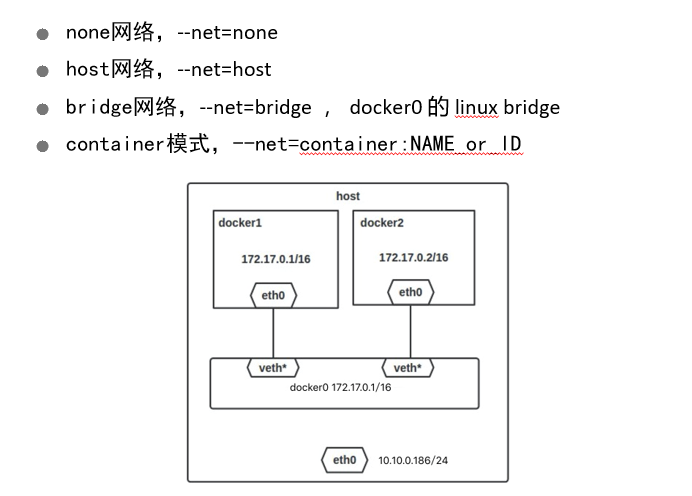 none网络，--net=none
host网络，--net=host
bridge网络，--net=bridge ， docker0 的 linux bridge
container模式，--net=container:NAME_or_ID
host
docker1
docker2
172.17.0.1/16
172.17.0.2/16
eth0
eth0
veth*
veth*
docker0 172.17.0.1/16
eth0
10.10.0.186/24